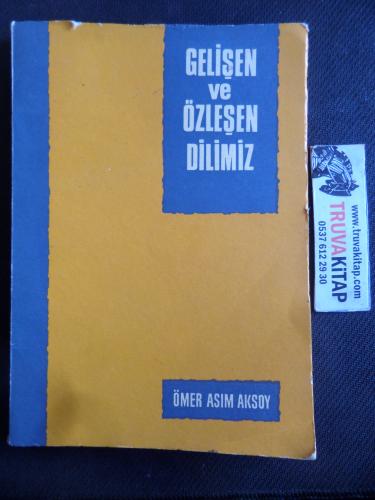 GELİŞEN
ve
ÖZLEŞEN
DİLİMİZ
ÖMER ASIM AKSOY
www.truvakitap.com
TRUVAKİTAP
0537 612 29 30